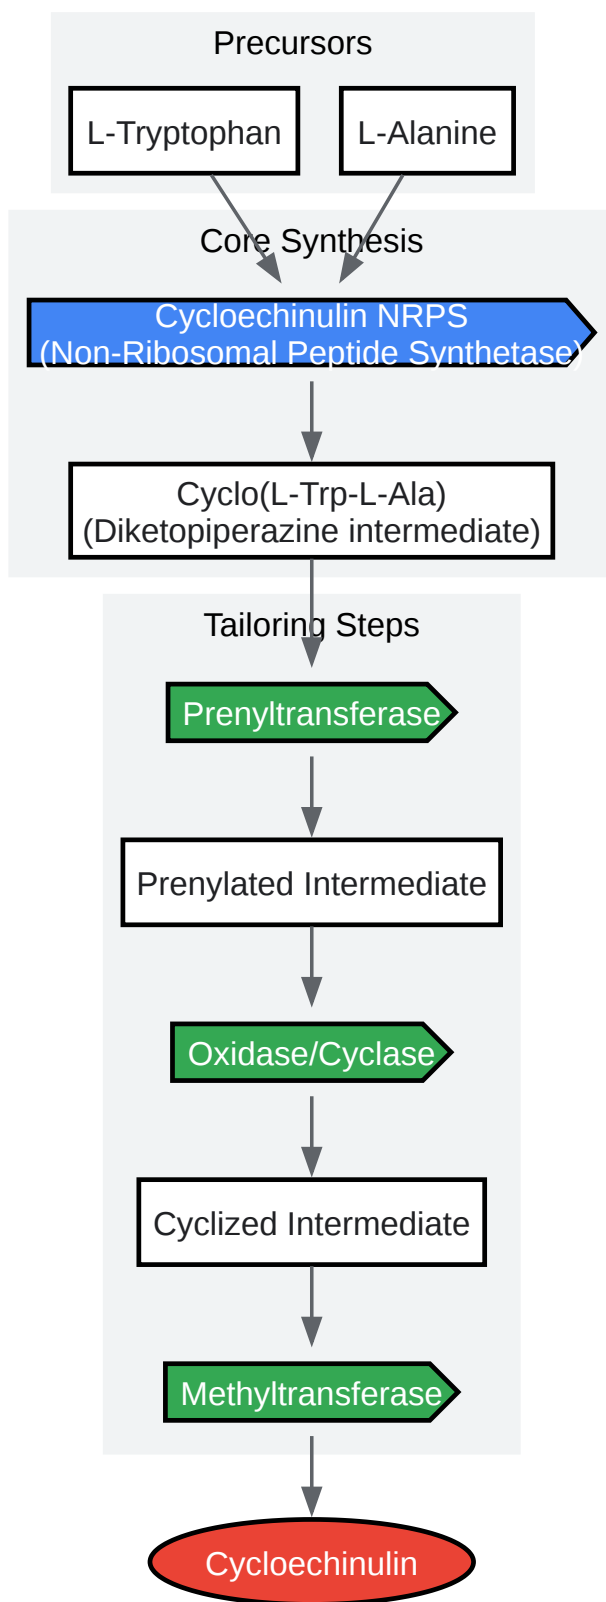 Precursors
L-Tryptophan
L-Alanine
Core Synthesis
Cycloechinulin NRPS
(Non-Ribosomal Peptide Synthetase)
Cyclo(L-Trp-L-Ala)
(Diketopiperazine intermediate)
Tailoring Steps
Prenyltransferase
Prenylated Intermediate
Oxidase/Cyclase
Cyclized Intermediate
Methyltransferase
Cycloechinulin